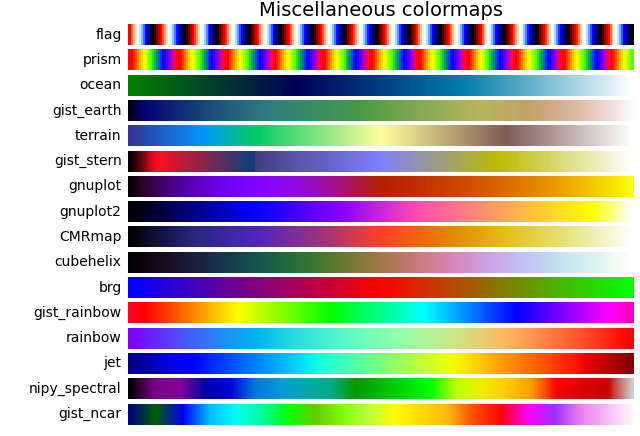 Miscellaneous colormaps
flag
prism
ocean
gist_earth
terrain
gist_stern
gnuplot
gnuplot2
CMRmap
cubehelix
brg
gist_rainbow
rainbow
jet
nipy_spectral
gist_ncar